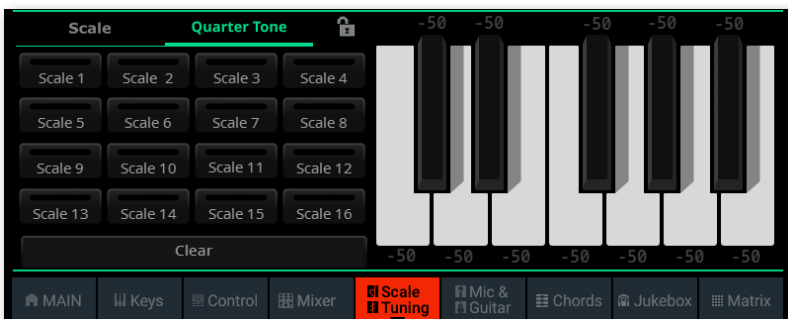 Scale Quarter Tone
-50 -50 -50 -50 -50
Scale 1 Scale 2 Scale 3 Scale 4
Scale 5 Scale 6 Scale 7 Scale 8
Scale 9 Scale 10 Scale 11 Scale 12
Scale 13 Scale 14 Scale 15 Scale 16
Clear
-50 -50 -50 -50 -50 -50 -50
MAIN Keys Control Mixer Scale Tuning Mic & Guitar Chords Jukebox Matrix